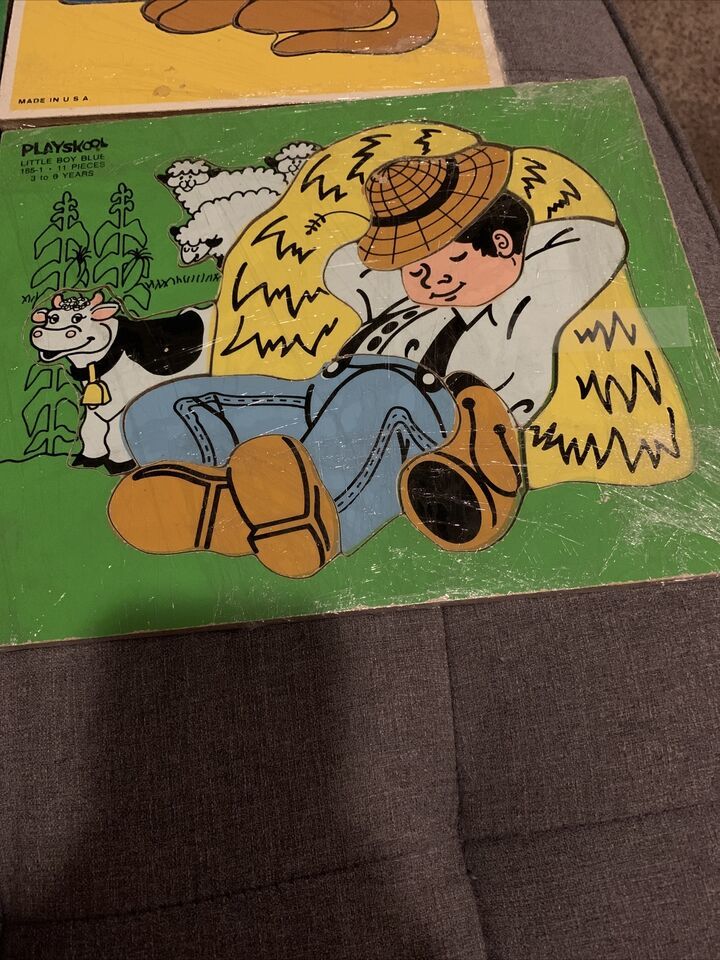 MADE IN U S A
PLAYSKOOL
LITTLE BOY BLUE
185-1 • 11 PIECES
3 to 6 YEARS